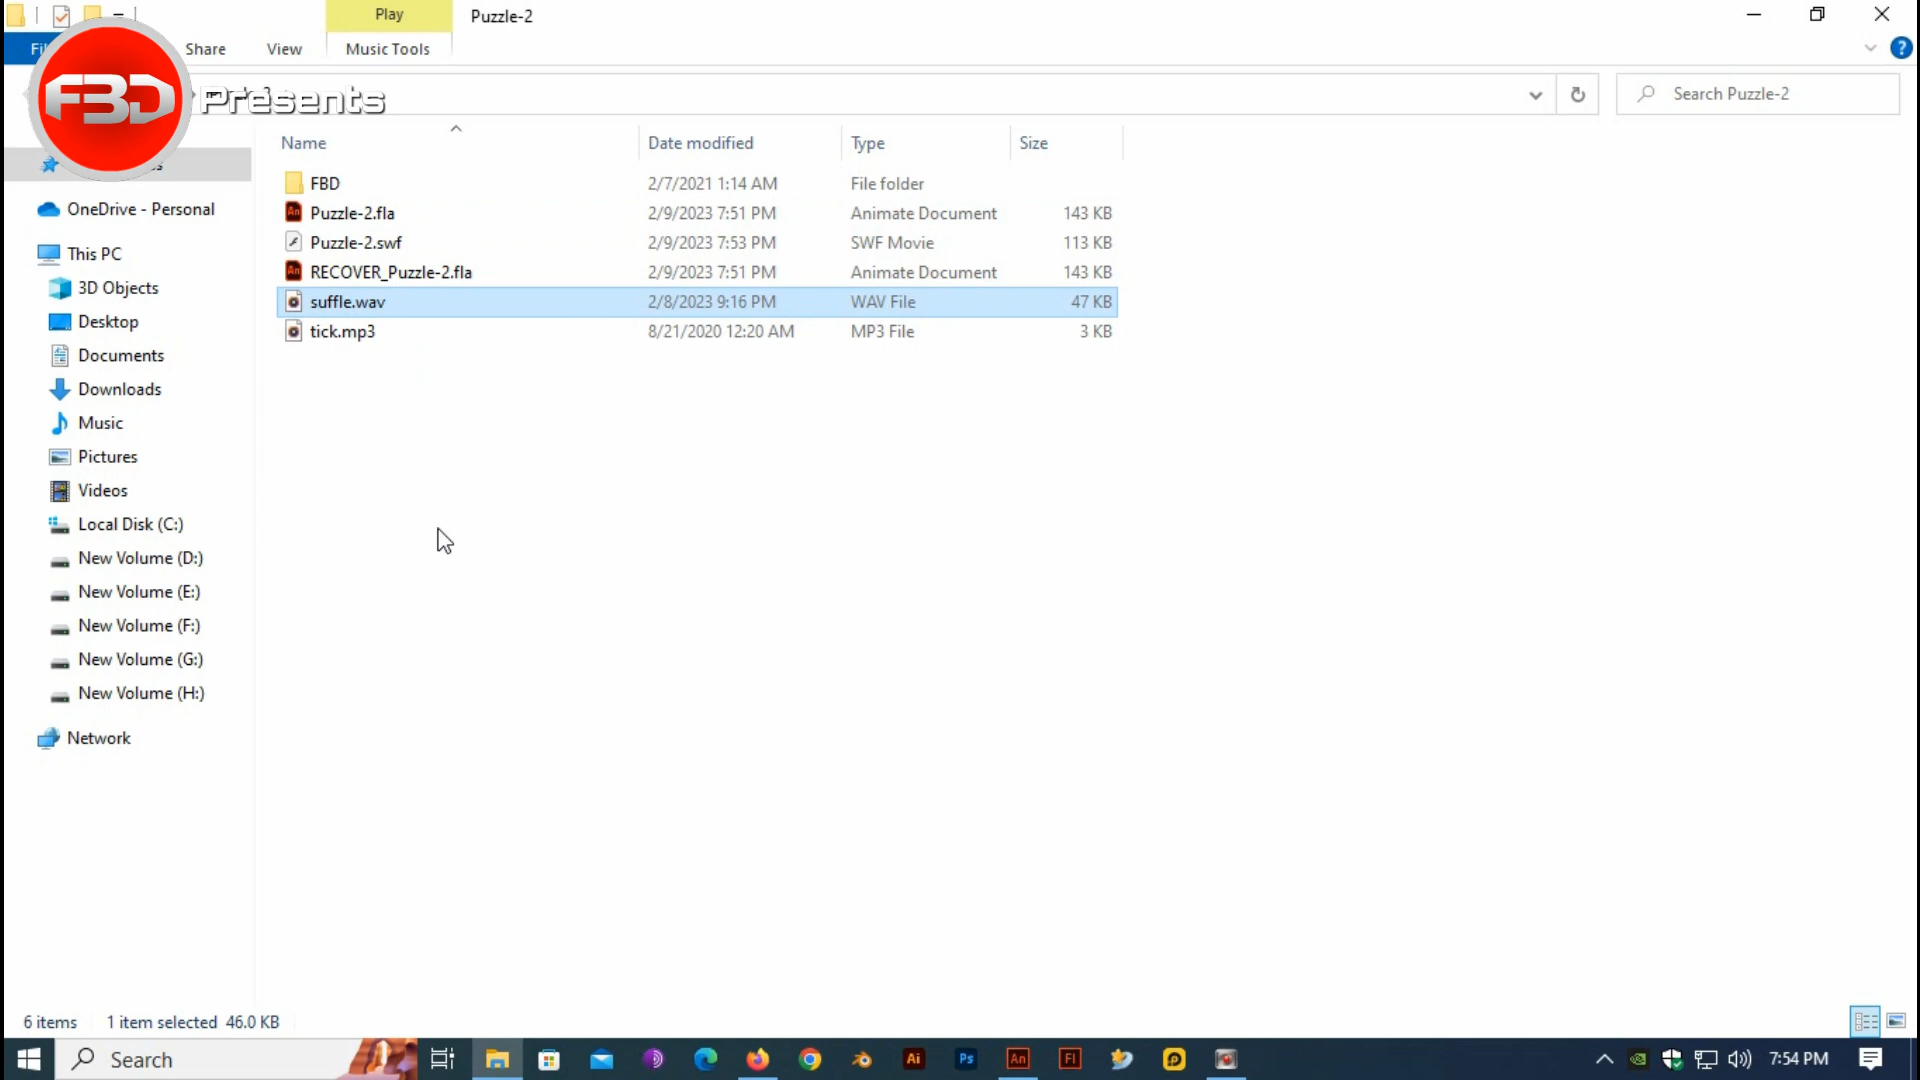 Play
Puzzle-2
Share
View
Music Tools
FBD
Presents
Search Puzzle-2
Name
Date modified
Type
Size
FBD
2/7/2021 1:14 AM
File folder
Puzzle-2.fla
2/9/2023 7:51 PM
Animate Document
143 KB
Puzzle-2.swf
2/9/2023 7:53 PM
SWF Movie
113 KB
RECOVER_Puzzle-2.fla
2/9/2023 7:51 PM
Animate Document
143 KB
suffle.wav
2/8/2023 9:16 PM
WAV File
47 KB
tick.mp3
8/21/2020 12:20 AM
MP3 File
3 KB
OneDrive - Personal
This PC
3D Objects
Desktop
Documents
Downloads
Music
Pictures
Videos
Local Disk (C:)
New Volume (D:)
New Volume (E:)
New Volume (F:)
New Volume (G:)
New Volume (H:)
Network
6 items
1 item selected 46.0 KB
Search
Ai
Ps
An
Fl
7:54 PM